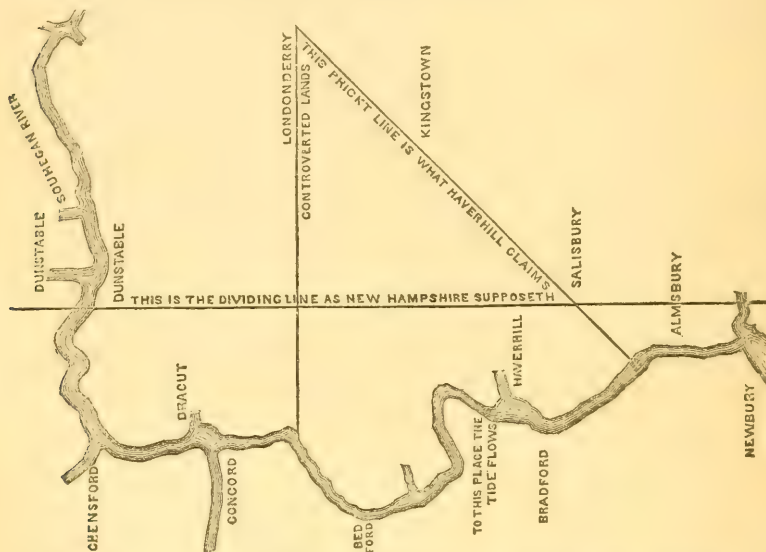 SOUHEGAN RIVER
DUNSTABLE
DUNSTABLE
LONDONDERRY
CONTROVERTED LANDS
THIS PRICK'T LINE IS WHAT HAVERHILL CLAIMS
KINGSTOWN
THIS IS THE DIVIDING LINE AS NEW HAMPSHIRE SUPPOSETH
SALISBURY
ALMSBURY
DRACUT
CHENSFORD
CONCORD
BED
FORD
HAVERHILL
TO THIS PLACE THE
TIDE FLOWS
BRADFORD
NEWBURY